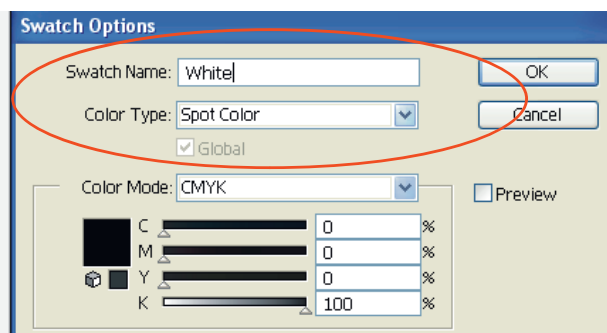 Swatch Options
Swatch Name: White OK
Color Type: Spot Color Cancel
Global
Color Mode: CMYK Preview
C 0 %
M 0 %
Y 0 %
K 100 %